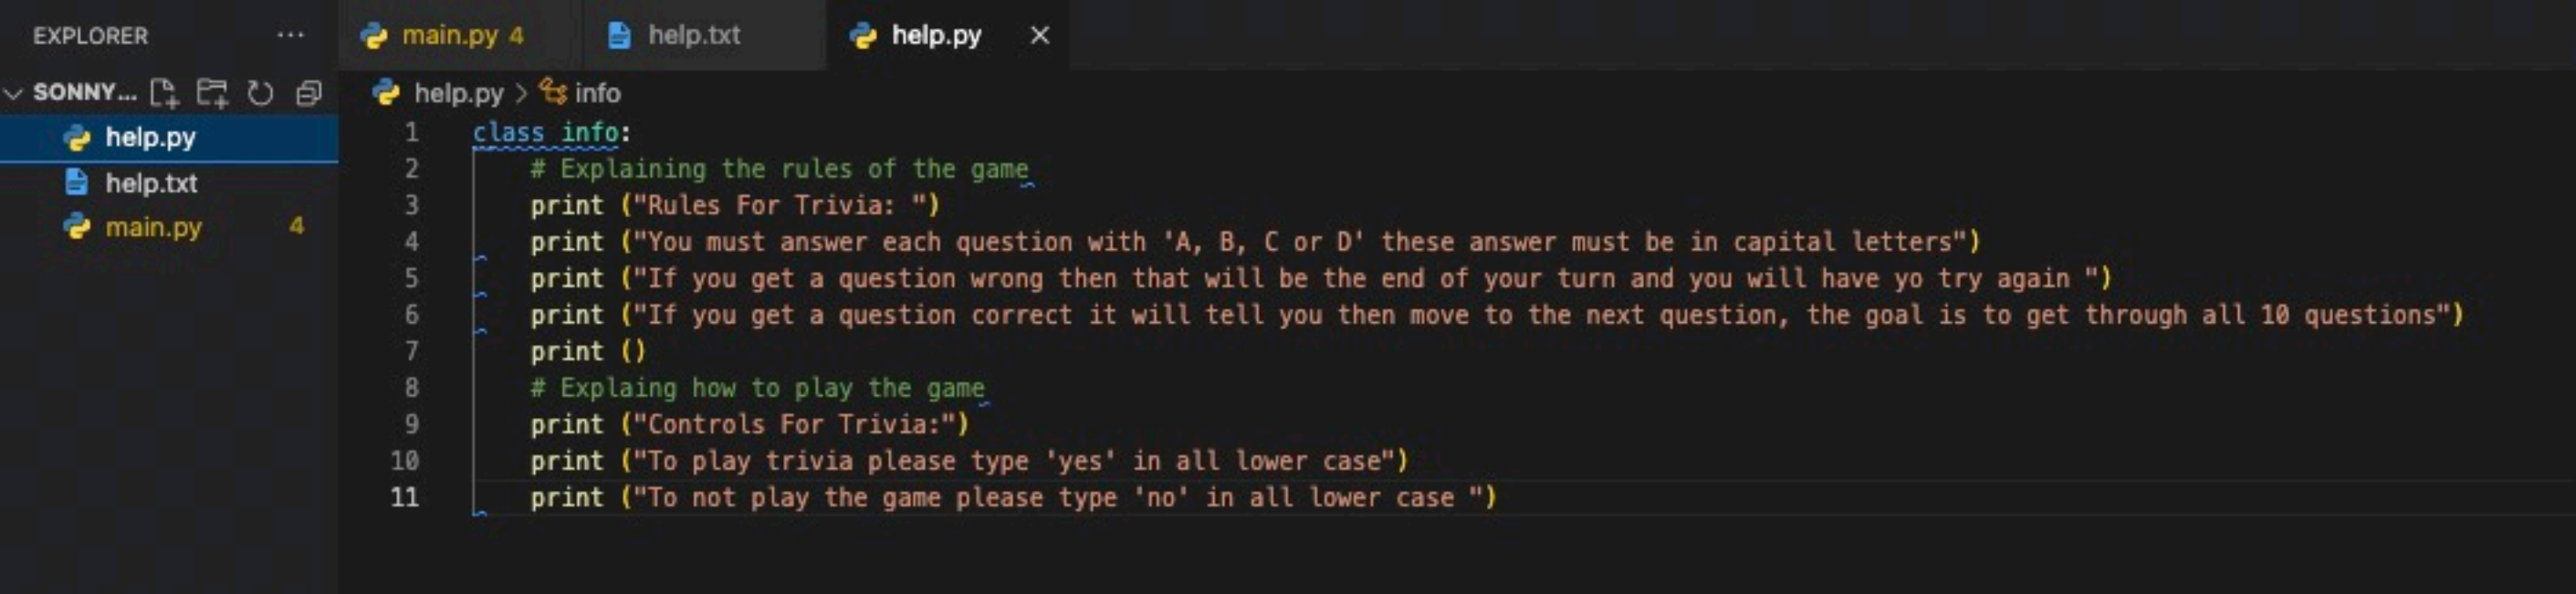 EXPLORER ...
main.py 4
help.txt
help.py
SONNY...
help.py > info
help.py
help.txt
main.py 4
1 class info:
2 # Explaining the rules of the game
3 print ("Rules For Trivia: ")
4 print ("You must answer each question with 'A, B, C or D' these answer must be in capital letters")
5 print ("If you get a question wrong then that will be the end of your turn and you will have yo try again ")
6 print ("If you get a question correct it will tell you then move to the next question, the goal is to get through all 10 questions")
7 print ()
8 # Explaing how to play the game
9 print ("Controls For Trivia:")
10 print ("To play trivia please type 'yes' in all lower case")
11 print ("To not play the game please type 'no' in all lower case ")